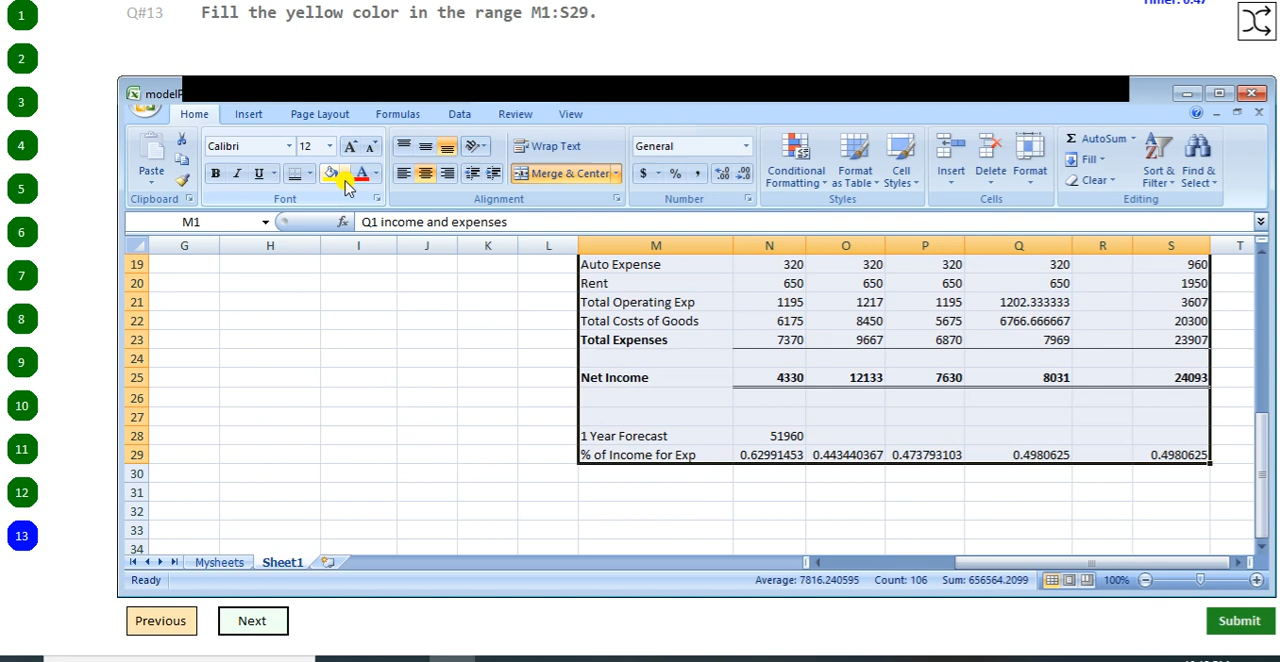 Q#13 Fill the yellow color in the range M1:S29.
Timer: 0:47
1
2
3
4
5
6
7
8
9
10
11
12
13
modelP
Home Insert Page Layout Formulas Data Review View
Paste
Clipboard
Calibri 12
B I U
Font
Wrap Text
Merge & Center
Alignment
General
$ % ,
Number
Conditional Formatting
Format as Table
Cell Styles
Styles
Insert Delete Format
Cells
Σ AutoSum
Fill
Clear
Sort & Filter
Find & Select
Editing
M1 fx Q1 income and expenses
G H I J K L M N O P Q R S T
19 Auto Expense 320 320 320 320 960
20 Rent 650 650 650 650 1950
21 Total Operating Exp 1195 1217 1195 1202.333333 3607
22 Total Costs of Goods 6175 8450 5675 6766.666667 20300
23 Total Expenses 7370 9667 6870 7969 23907
24
25 Net Income 4330 12133 7630 8031 24093
26
27
28 1 Year Forecast 51960
29 % of Income for Exp 0.62991453 0.443440367 0.473793103 0.4980625 0.4980625
30
31
32
33
34
Mysheets Sheet1
Ready Average: 7816.240595 Count: 106 Sum: 656564.2099 100%
Previous Next Submit